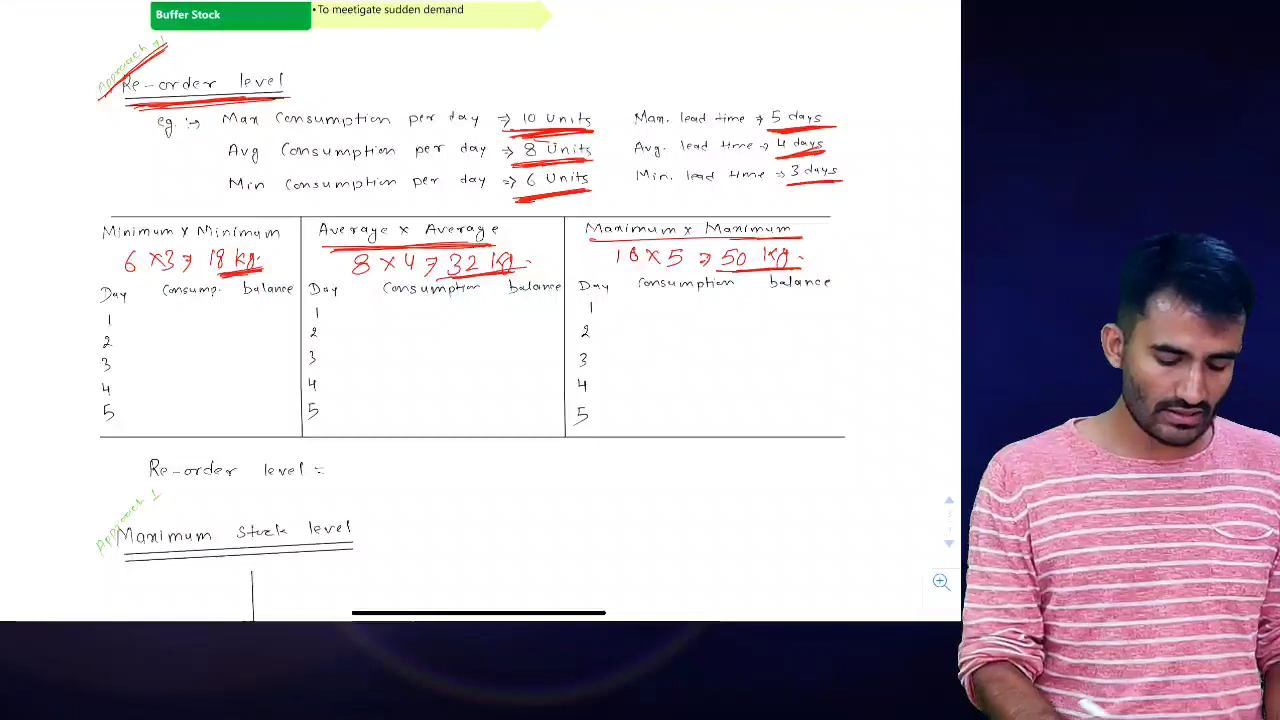 Buffer Stock
• To meetigate sudden demand
Approach 1
Re-order level
eg :→ Max Consumption per day → 10 Units
Max. lead time → 5 days
Avg Consumption per day → 8 Units
Avg. lead time → 4 days
Min Consumption per day → 6 Units
Min. lead time → 3 days
Minimum x Minimum
6 x 3 → 18 kg.
Day Consump. balance
1
2
3
4
5
Average x Average
8 x 4 → 32 kg.
Day Consumption balance
1
2
3
4
5
Maximum x Maximum
10 x 5 → 50 kg.
Day Consumption balance
1
2
3
4
5
Re-order level =
Approach 1
Maximum Stock level